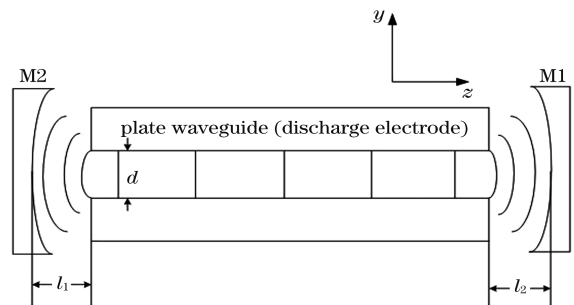 y
z
M2
M1
plate waveguide (discharge electrode)
d
l₁
l₂